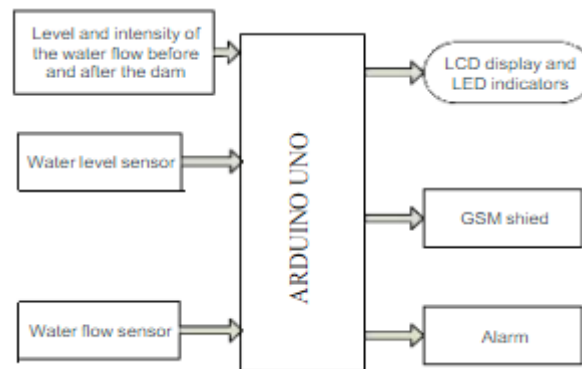 Level and intensity of
the water flow before
and after the dam
Water level sensor
Water flow sensor
ARDUINO UNO
LCD display and
LED indicators
GSM shied
Alarm